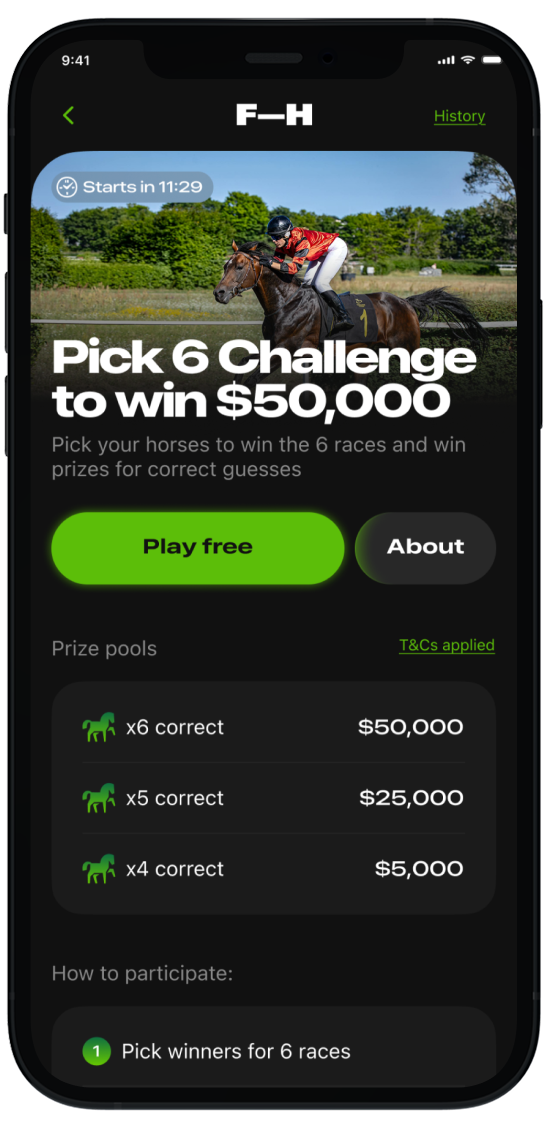 9:41
F—H
History
Starts in 11:29
Pick 6 Challenge
to win $50,000
Pick your horses to win the 6 races and win
prizes for correct guesses
Play free
About
Prize pools
T&Cs applied
x6 correct
$50,000
x5 correct
$25,000
x4 correct
$5,000
How to participate:
1 Pick winners for 6 races